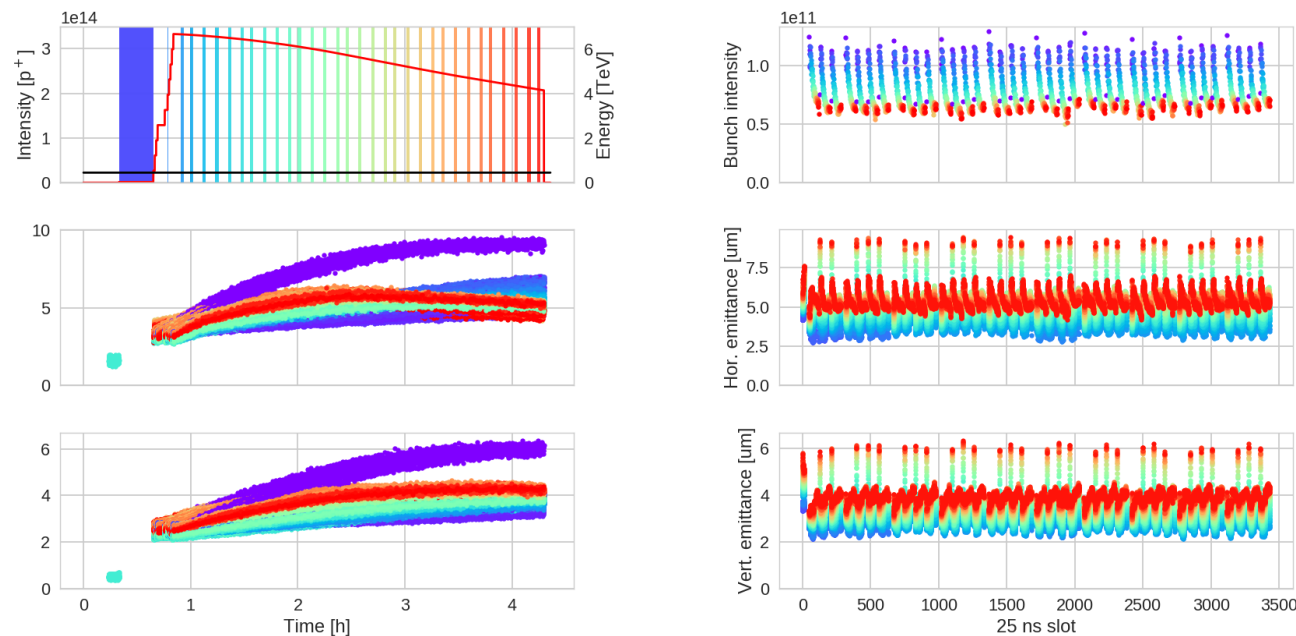 1e14
Intensity [p+]
3
2
1
0
6
4
2
0
Energy [TeV]
10
5
0
6
4
2
0
0 1 2 3 4
Time [h]
1e11
Bunch intensity
1.0
0.5
0.0
Hor. emittance [um]
7.5
5.0
2.5
0.0
Vert. emittance [um]
6
4
2
0
0 500 1000 1500 2000 2500 3000 3500
25 ns slot